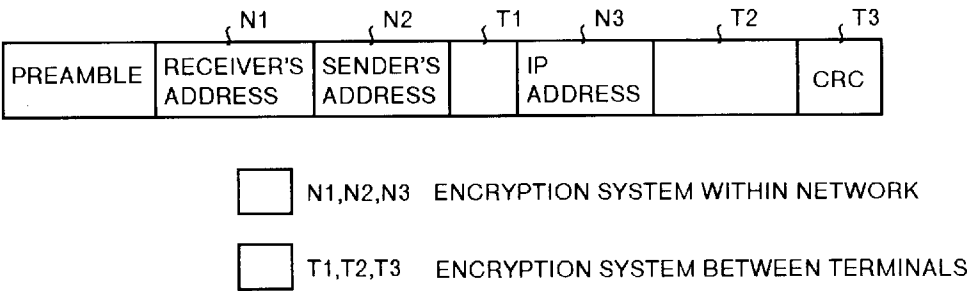 N1 N2 T1 N3 T2 T3
PREAMBLE
RECEIVER'S
ADDRESS
SENDER'S
ADDRESS
IP
ADDRESS
CRC
N1,N2,N3 ENCRYPTION SYSTEM WITHIN NETWORK
T1,T2,T3 ENCRYPTION SYSTEM BETWEEN TERMINALS